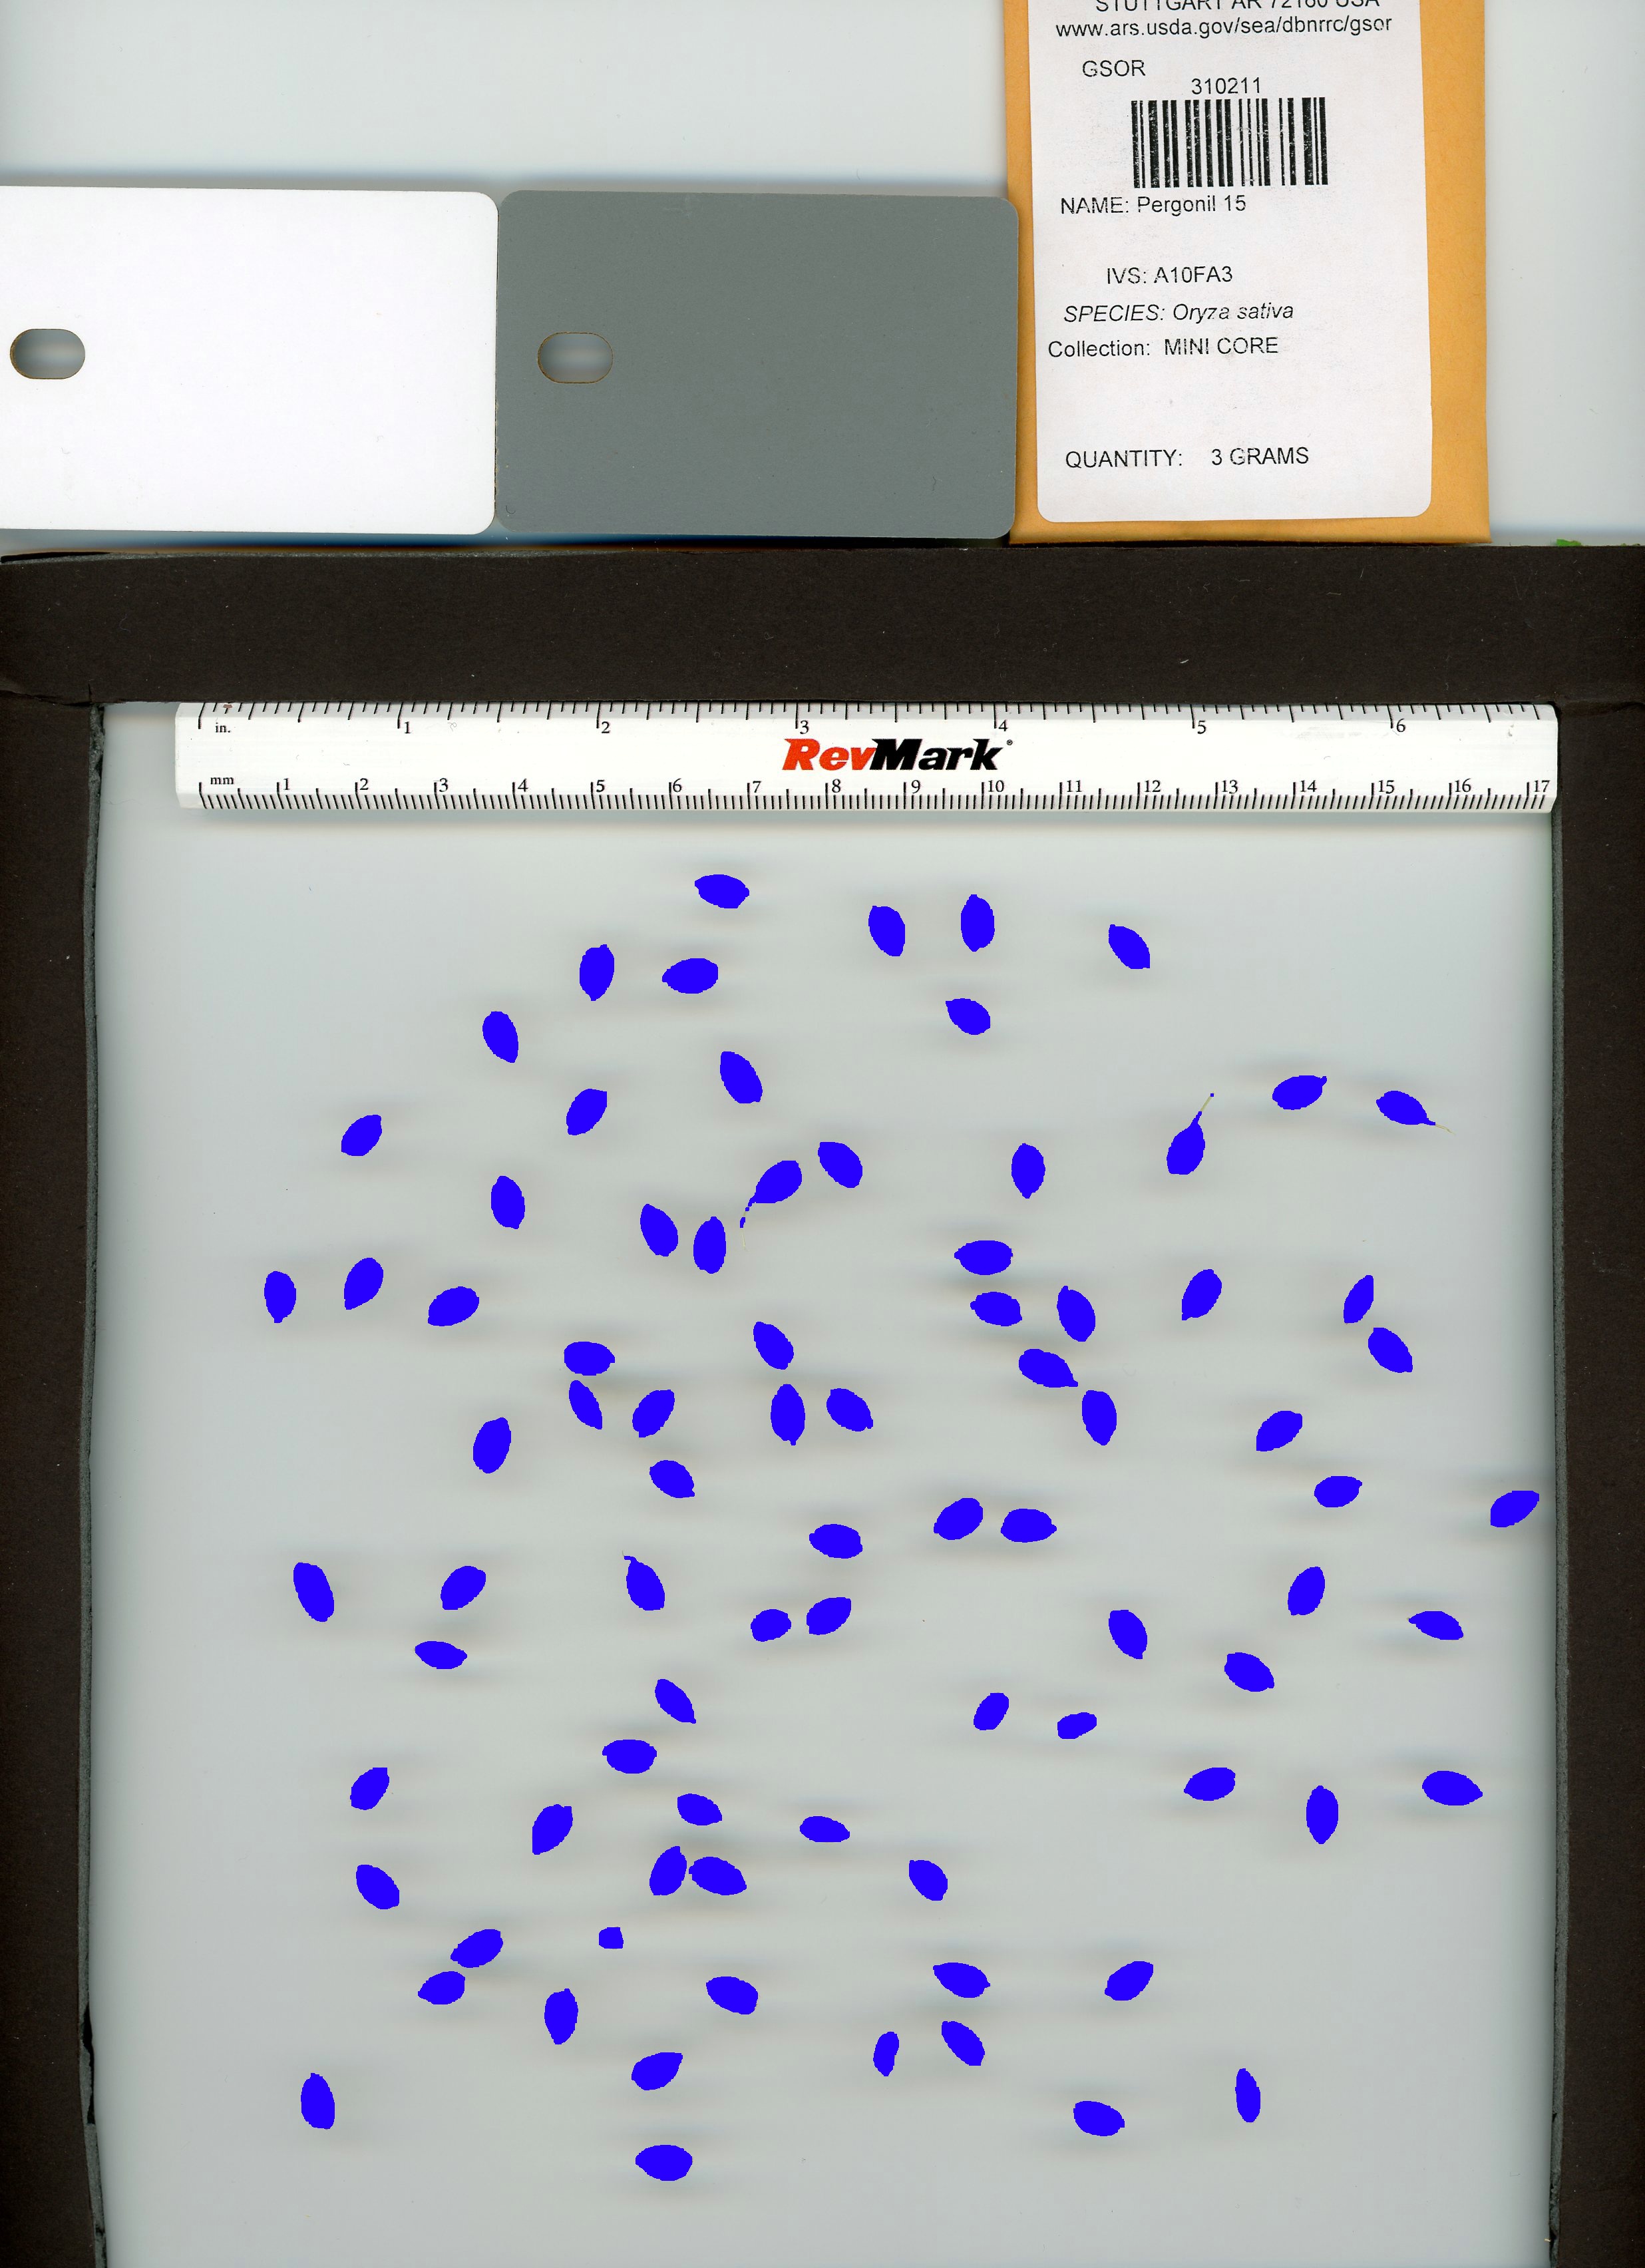 STUTTGART AR 72160 USA
www.ars.usda.gov/sea/dbnrrc/gsor
GSOR
310211
NAME: Pergonil 15
IVS: A10FA3
SPECIES: Oryza sativa
Collection: MINI CORE
QUANTITY: 3 GRAMS
in. 1 2 3 4 5 6
RevMark®
mm 1 2 3 4 5 6 7 8 9 10 11 12 13 14 15 16 17